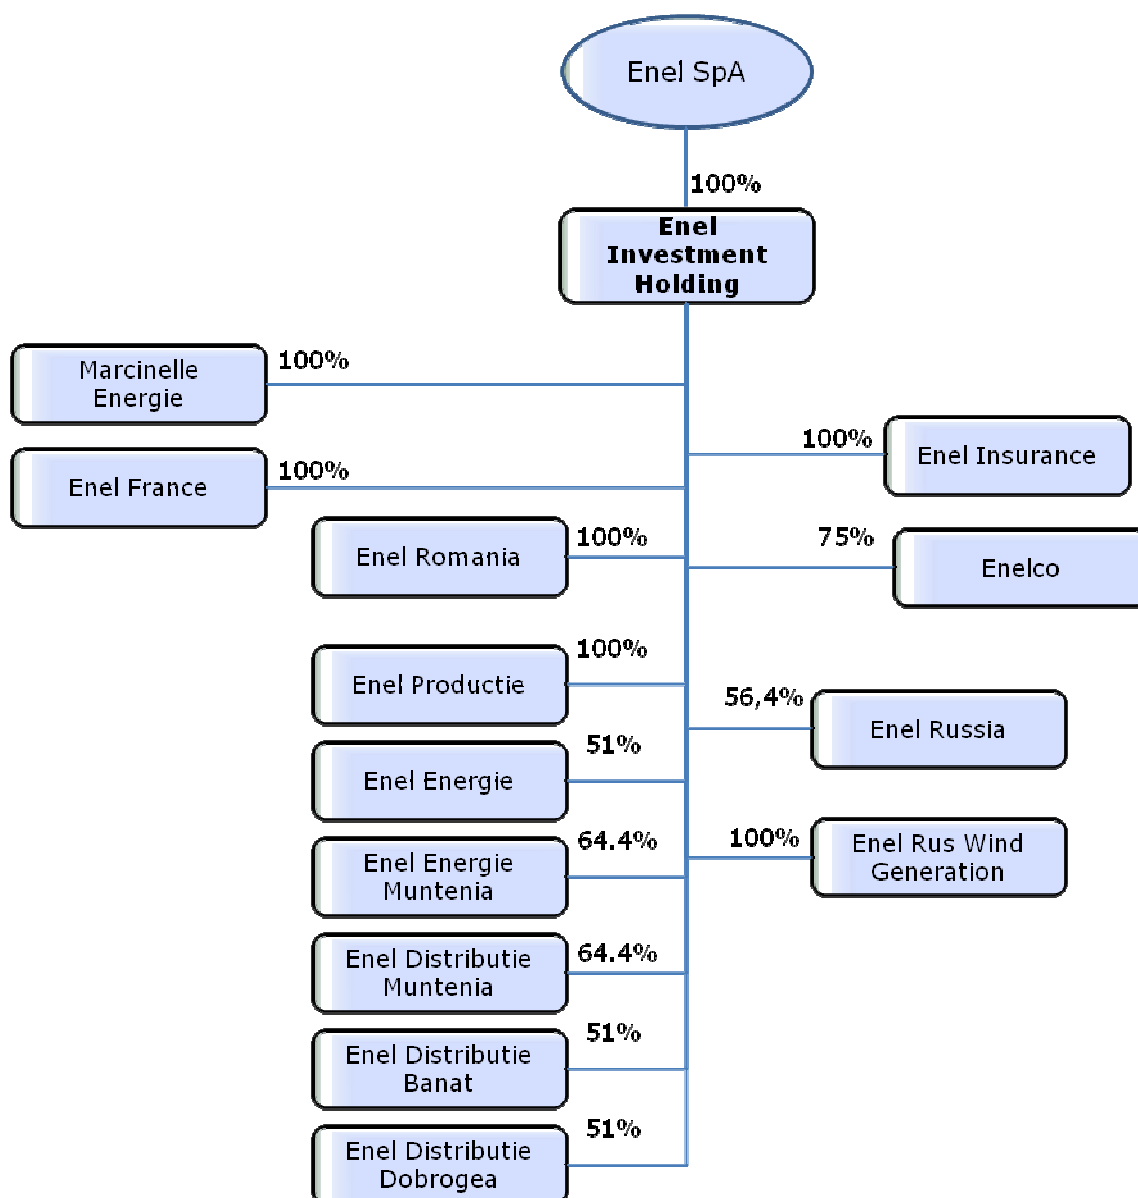 Enel SpA
100%
Enel
Investment
Holding
Marcinelle
Energie
100%
100%
Enel Insurance
Enel France
100%
Enel Romania
100%
75%
Enelco
Enel Productie
100%
56,4%
Enel Russia
Enel Energie
51%
Enel Energie
Muntenia
64.4%
100%
Enel Rus Wind
Generation
Enel Distributie
Muntenia
64.4%
Enel Distributie
Banat
51%
Enel Distributie
Dobrogea
51%